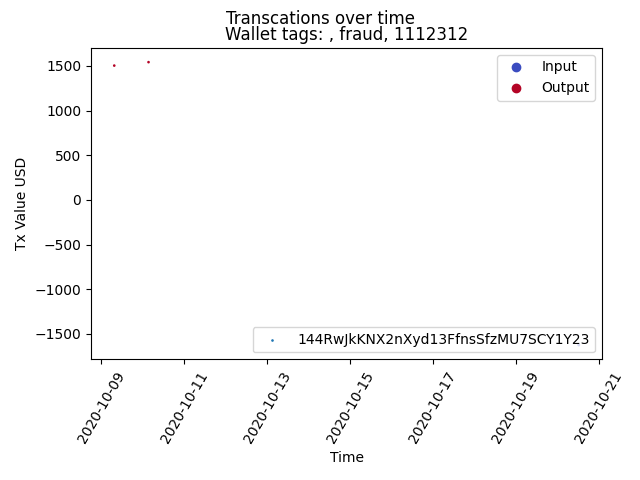 Transcations over time
Wallet tags: , fraud, 1112312
Input
Output
1500
1000
500
0
−500
−1000
−1500
Tx Value USD
144RwJkKNX2nXyd13FfnsSfzMU7SCY1Y23
2020-10-09
2020-10-11
2020-10-13
2020-10-15
2020-10-17
2020-10-19
2020-10-21
Time